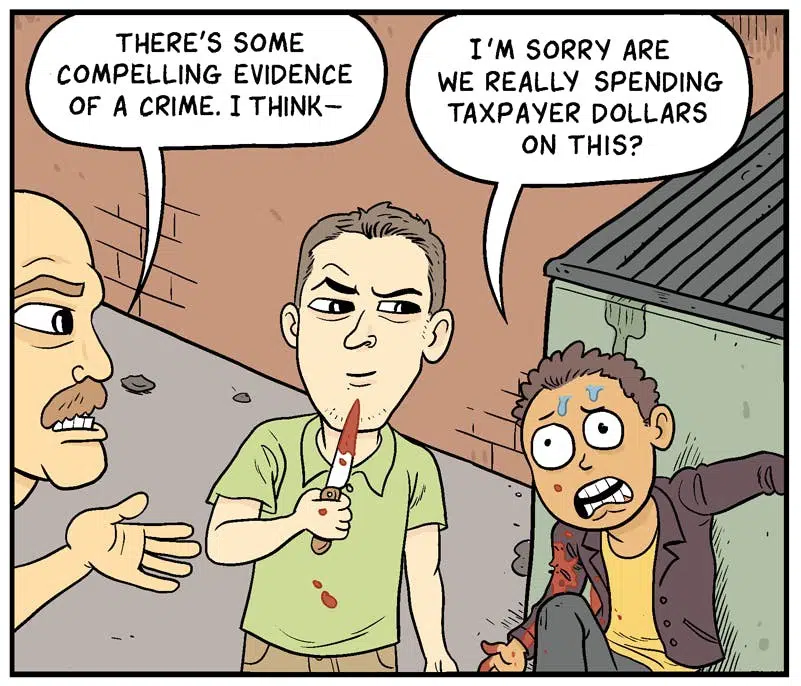 THERE'S SOME
COMPELLING EVIDENCE
OF A CRIME. I THINK—
I'M SORRY ARE
WE REALLY SPENDING
TAXPAYER DOLLARS
ON THIS?